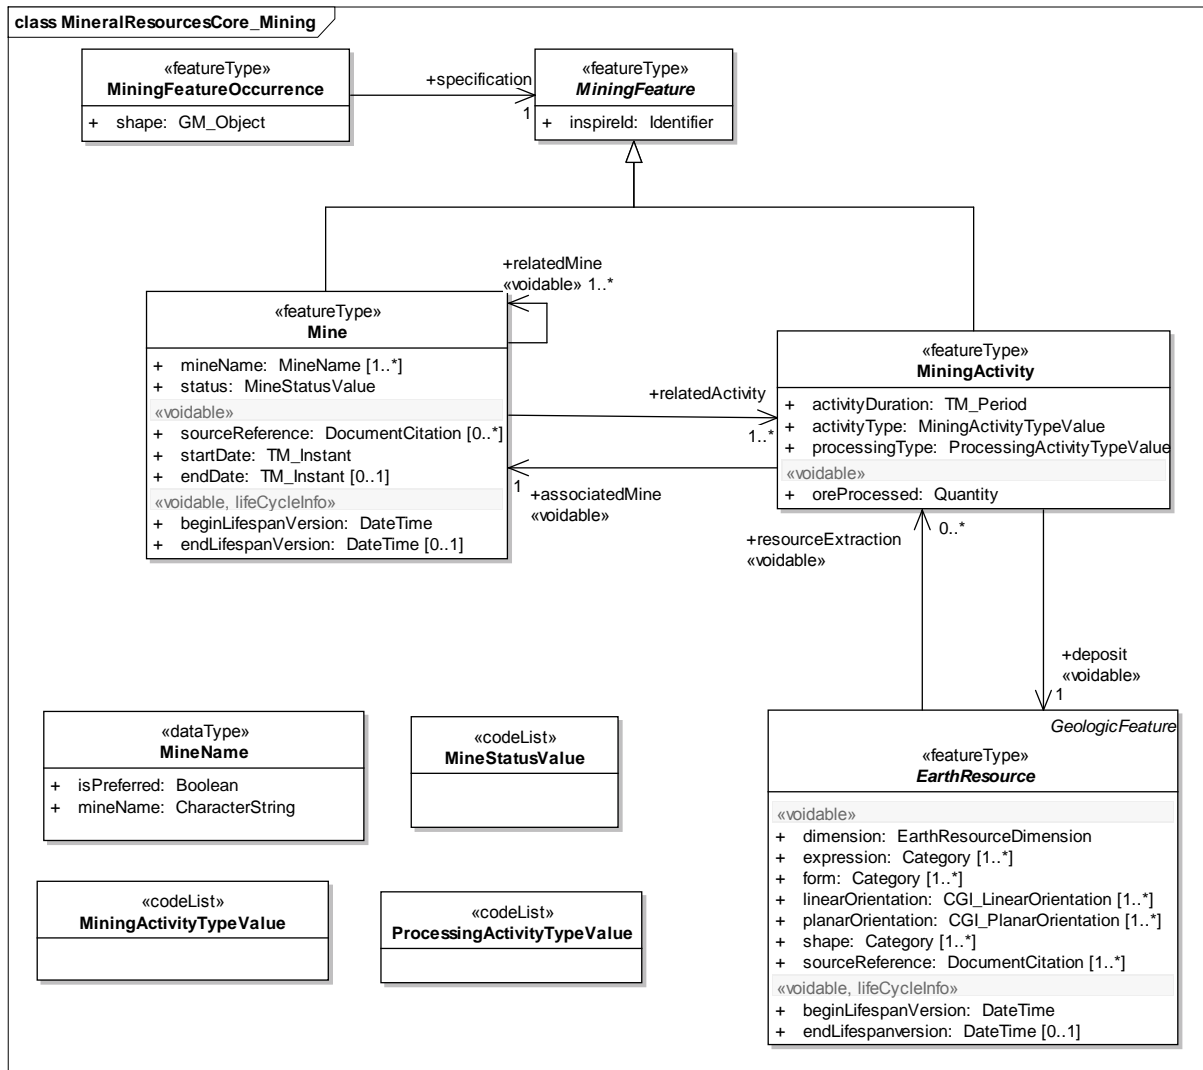 class MineralResourcesCore_Mining
«featureType»
MiningFeatureOccurrence
+ shape: GM_Object
+specification
1
«featureType»
MiningFeature
+ inspireId: Identifier
+relatedMine
«voidable» 1..*
«featureType»
Mine
+ mineName: MineName [1..*]
+ status: MineStatusValue
«voidable»
+ sourceReference: DocumentCitation [0..*]
+ startDate: TM_Instant
+ endDate: TM_Instant [0..1]
«voidable, lifeCycleInfo»
+ beginLifespanVersion: DateTime
+ endLifespanVersion: DateTime [0..1]
+relatedActivity
1..*
1
+associatedMine
«voidable»
«featureType»
MiningActivity
+ activityDuration: TM_Period
+ activityType: MiningActivityTypeValue
+ processingType: ProcessingActivityTypeValue
«voidable»
+ oreProcessed: Quantity
+resourceExtraction
«voidable»
0..*
+deposit
«voidable»
1
«dataType»
MineName
+ isPreferred: Boolean
+ mineName: CharacterString
«codeList»
MineStatusValue
«codeList»
MiningActivityTypeValue
«codeList»
ProcessingActivityTypeValue
GeologicFeature
«featureType»
EarthResource
«voidable»
+ dimension: EarthResourceDimension
+ expression: Category [1..*]
+ form: Category [1..*]
+ linearOrientation: CGI_LinearOrientation [1..*]
+ planarOrientation: CGI_PlanarOrientation [1..*]
+ shape: Category [1..*]
+ sourceReference: DocumentCitation [1..*]
«voidable, lifeCycleInfo»
+ beginLifespanVersion: DateTime
+ endLifespanversion: DateTime [0..1]